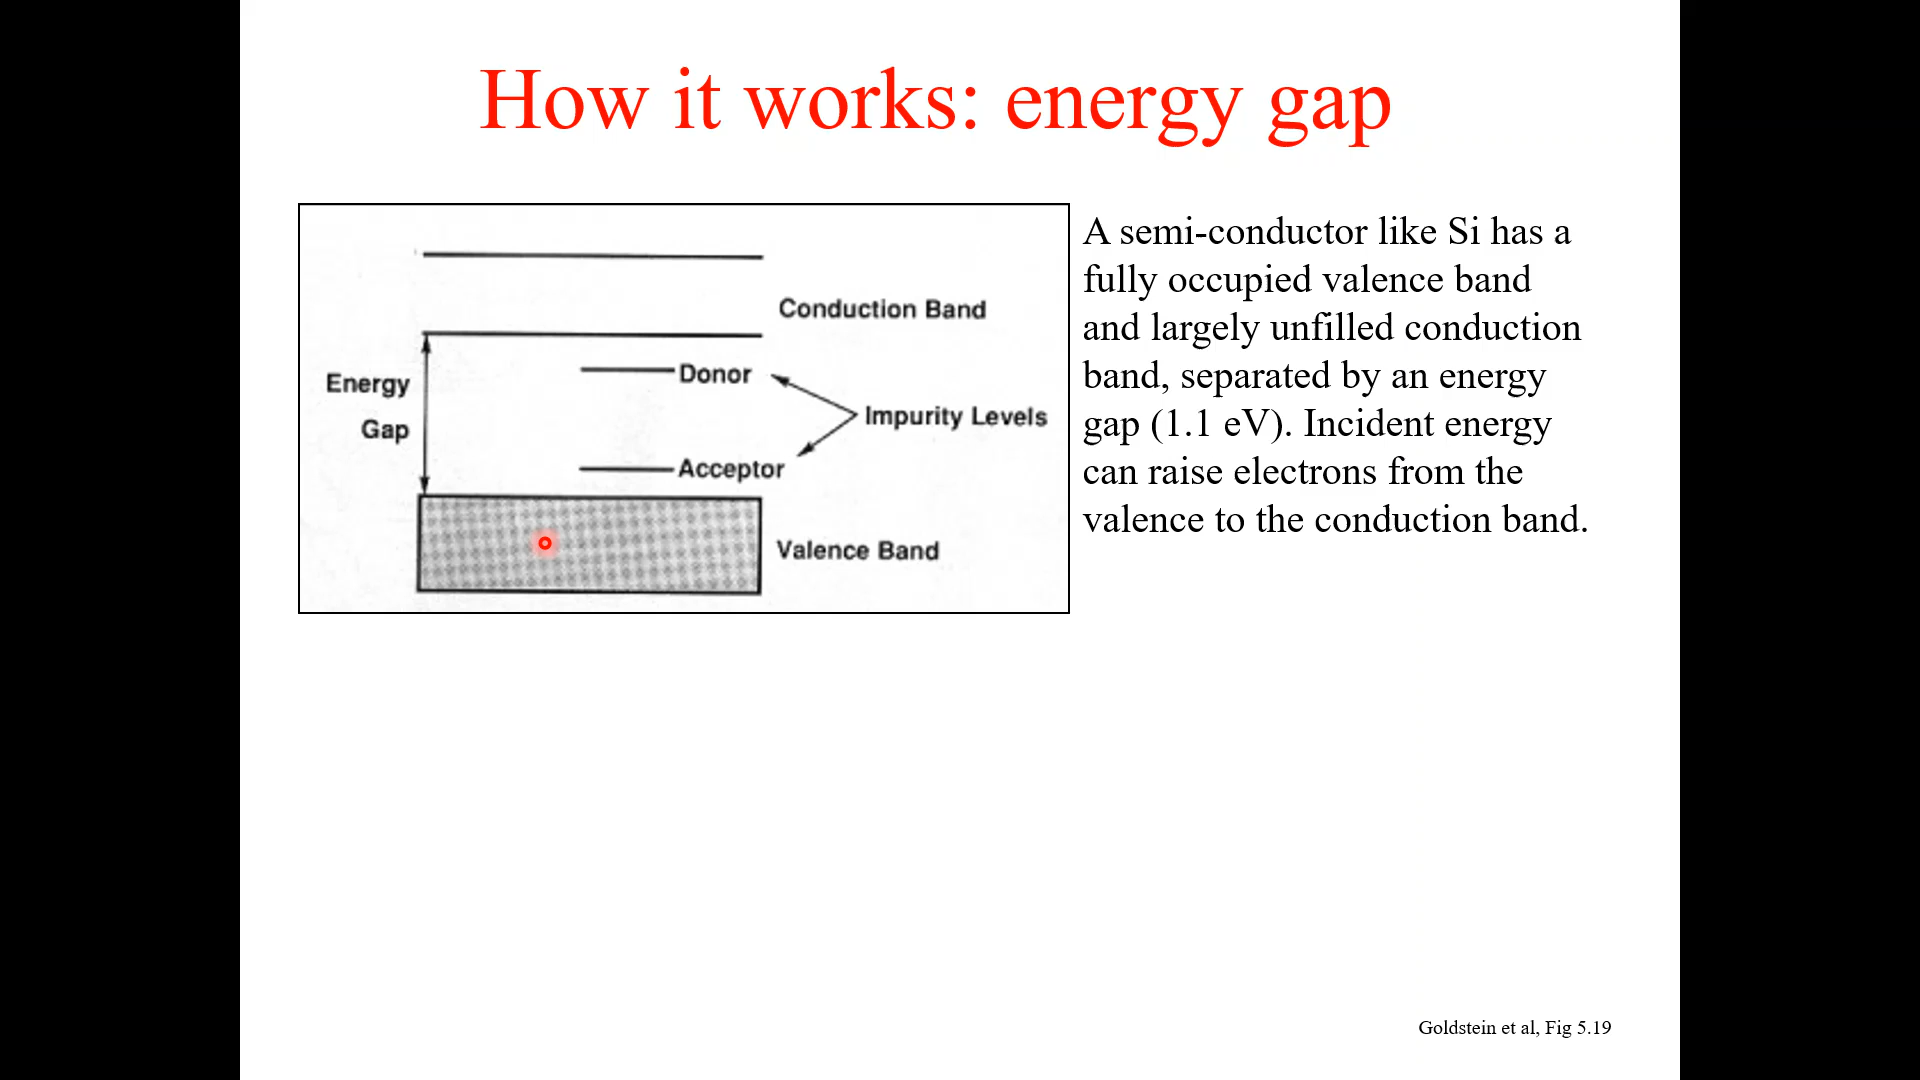 How it works: energy gap
Conduction Band
Donor
Energy
Gap
Impurity Levels
Acceptor
Valence Band
A semi-conductor like Si has a
fully occupied valence band
and largely unfilled conduction
band, separated by an energy
gap (1.1 eV). Incident energy
can raise electrons from the
valence to the conduction band.
Goldstein et al, Fig 5.19